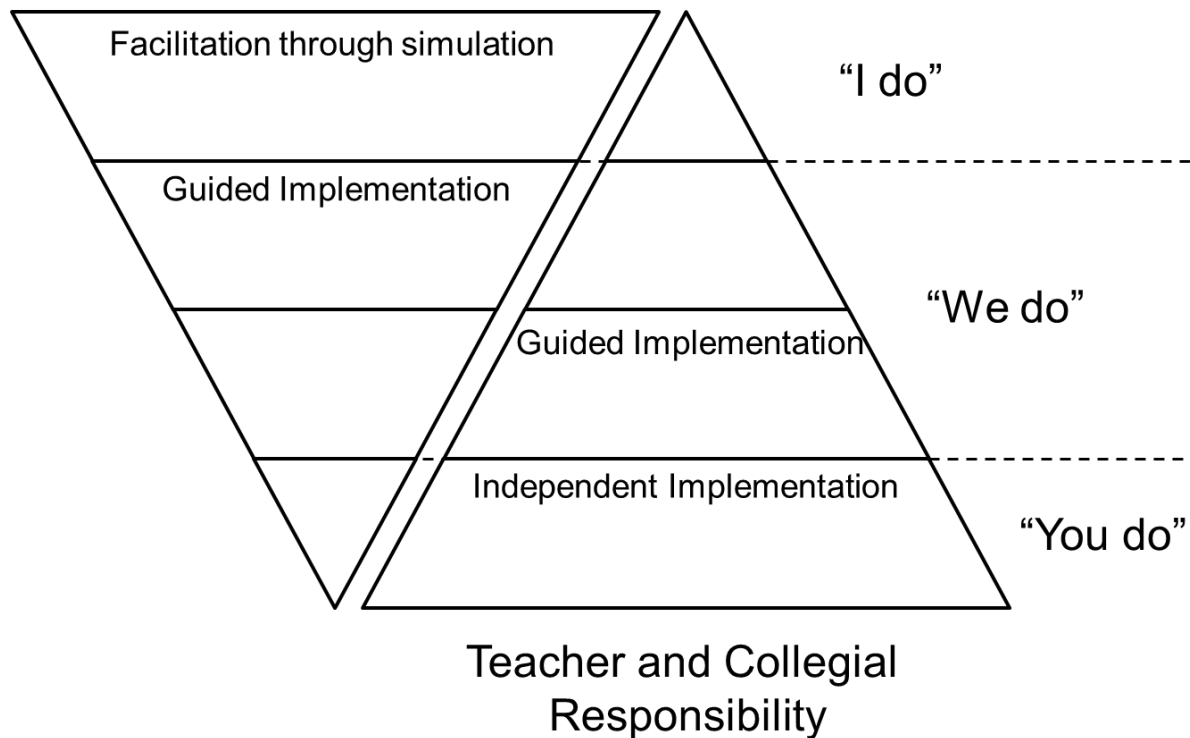 Facilitation through simulation
“I do”
Guided Implementation
“We do”
Guided Implementation
Independent Implementation
“You do”
Teacher and Collegial
Responsibility